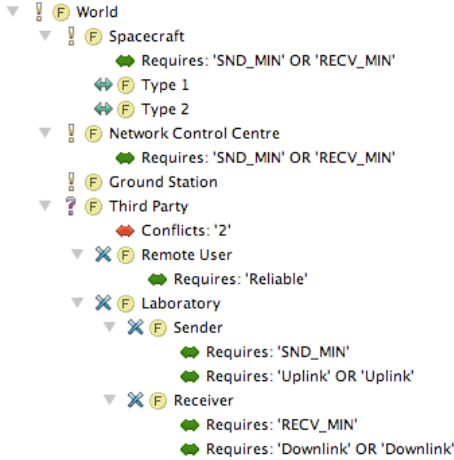 F World
F Spacecraft
Requires: 'SND_MIN' OR 'RECV_MIN'
F Type 1
F Type 2
F Network Control Centre
Requires: 'SND_MIN' OR 'RECV_MIN'
F Ground Station
F Third Party
Conflicts: '2'
F Remote User
Requires: 'Reliable'
F Laboratory
F Sender
Requires: 'SND_MIN'
Requires: 'Uplink' OR 'Uplink'
F Receiver
Requires: 'RECV_MIN'
Requires: 'Downlink' OR 'Downlink'